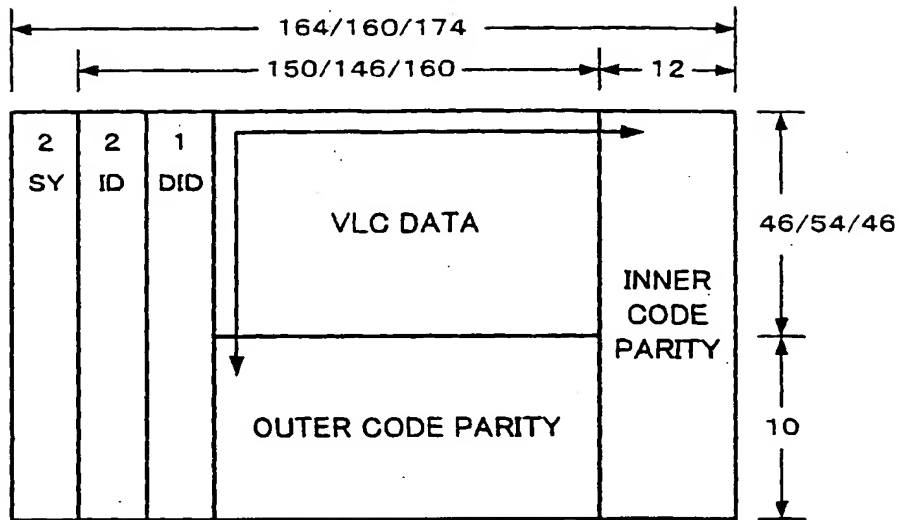 164/160/174
150/146/160
12
2
SY
2
ID
1
DID
VLC DATA
46/54/46
INNER
CODE
PARITY
OUTER CODE PARITY
10